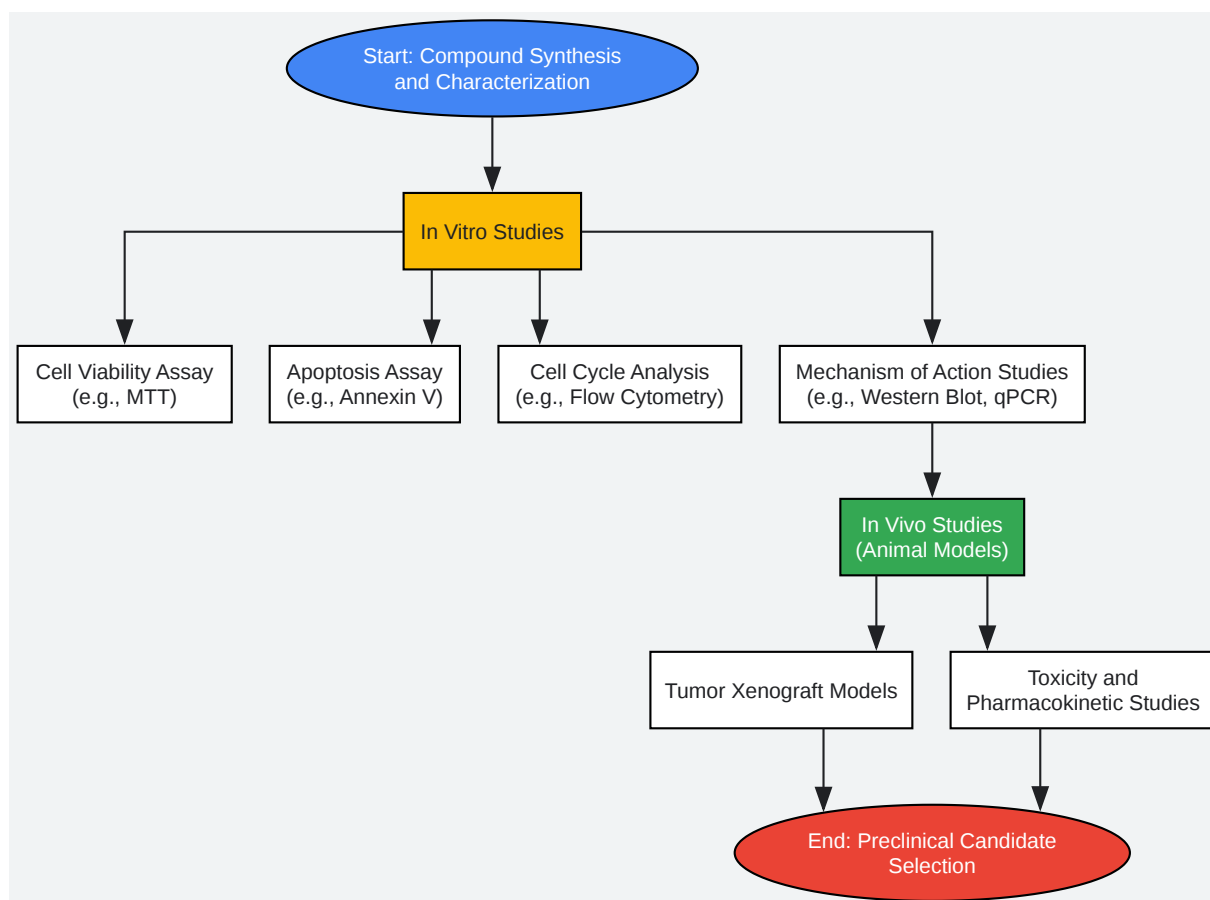 Start: Compound Synthesis
and Characterization
In Vitro Studies
Cell Viability Assay
(e.g., MTT)
Apoptosis Assay
(e.g., Annexin V)
Cell Cycle Analysis
(e.g., Flow Cytometry)
Mechanism of Action Studies
(e.g., Western Blot, qPCR)
In Vivo Studies
(Animal Models)
Tumor Xenograft Models
Toxicity and
Pharmacokinetic Studies
End: Preclinical Candidate
Selection